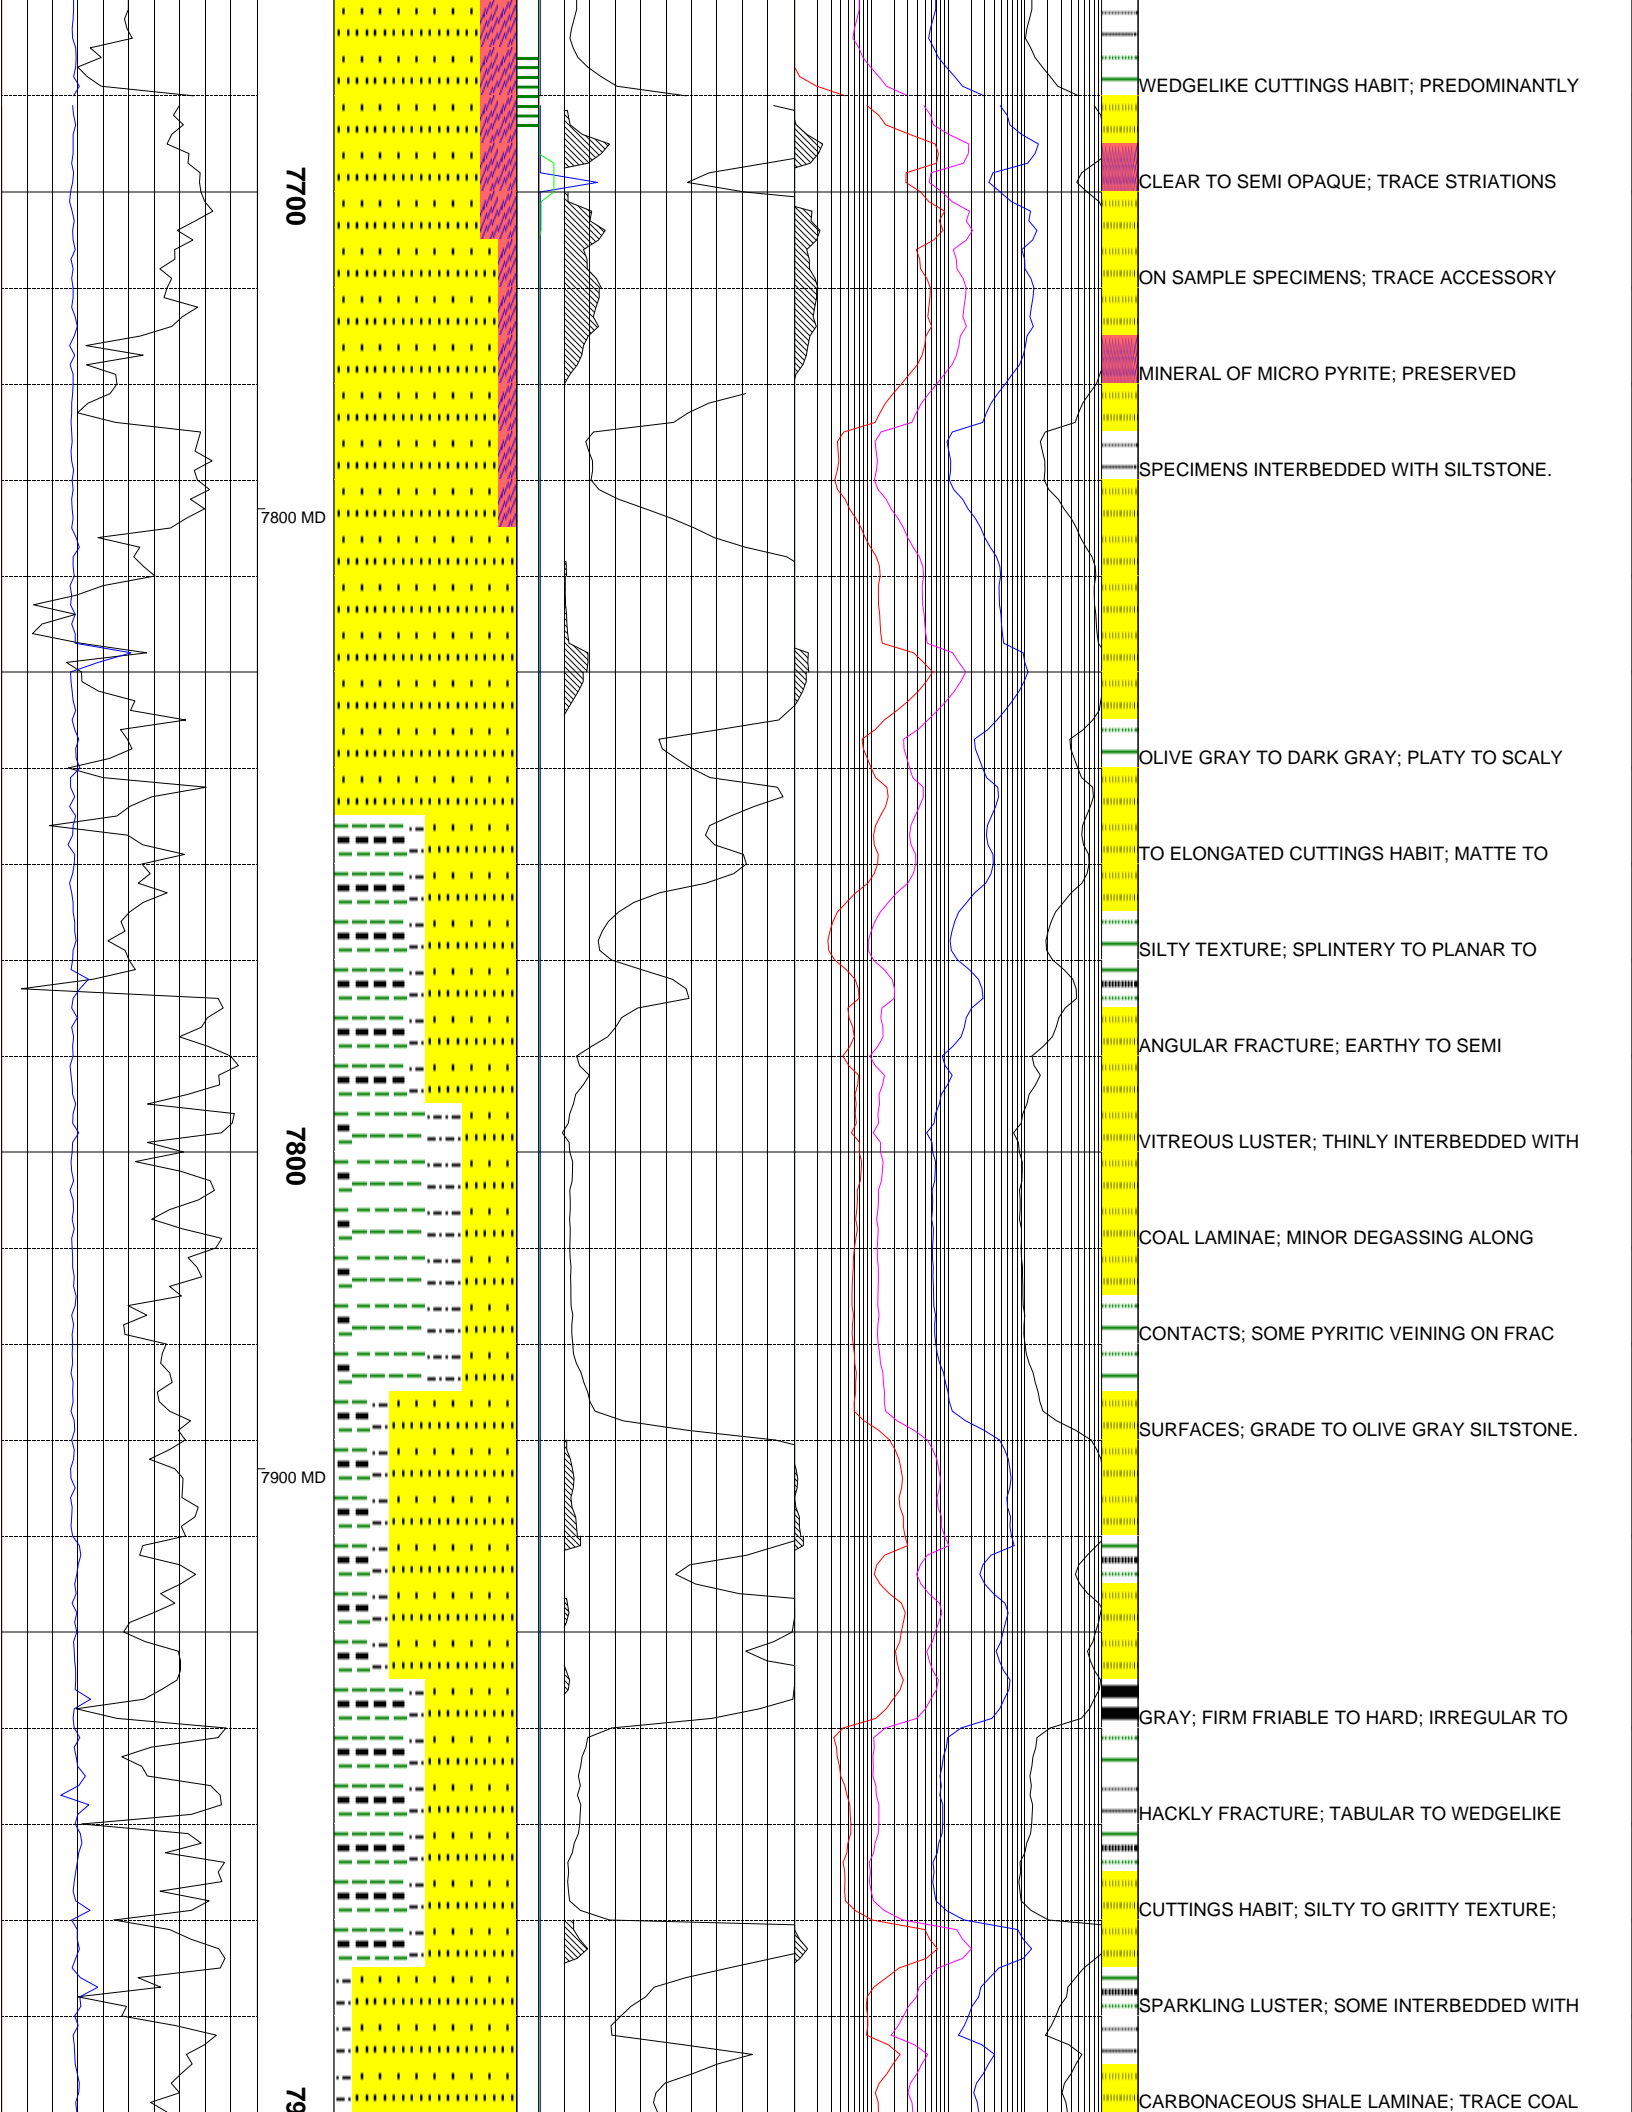 WEDGELIKE CUTTINGS HABIT; PREDOMINANTLY
7700
CLEAR TO SEMI OPAQUE; TRACE STRIATIONS
ON SAMPLE SPECIMENS; TRACE ACCESSORY
MINERAL OF MICRO PYRITE; PRESERVED
SPECIMENS INTERBEDDED WITH SILTSTONE.
7800 MD
OLIVE GRAY TO DARK GRAY; PLATY TO SCALY
TO ELONGATED CUTTINGS HABIT; MATTE TO
SILTY TEXTURE; SPLINTERY TO PLANAR TO
ANGULAR FRACTURE; EARTHY TO SEMI
7800
VITREOUS LUSTER; THINLY INTERBEDDED WITH
COAL LAMINAE; MINOR DEGASSING ALONG
CONTACTS; SOME PYRITIC VEINING ON FRAC
SURFACES; GRADE TO OLIVE GRAY SILTSTONE.
7900 MD
GRAY; FIRM FRIABLE TO HARD; IRREGULAR TO
HACKLY FRACTURE; TABULAR TO WEDGELIKE
CUTTINGS HABIT; SILTY TO GRITTY TEXTURE;
SPARKLING LUSTER; SOME INTERBEDDED WITH
79
CARBONACEOUS SHALE LAMINAE; TRACE COAL